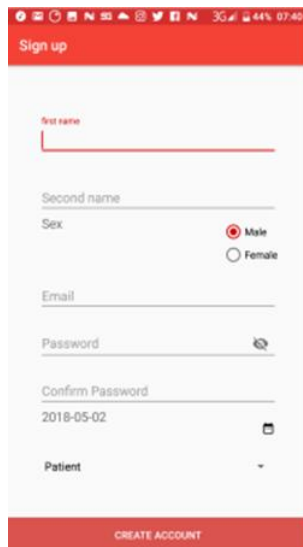 3G 44% 07:40
Sign up
first name
Second name
Sex
Male
Female
Email
Password
Confirm Password
2018-05-02
Patient
CREATE ACCOUNT